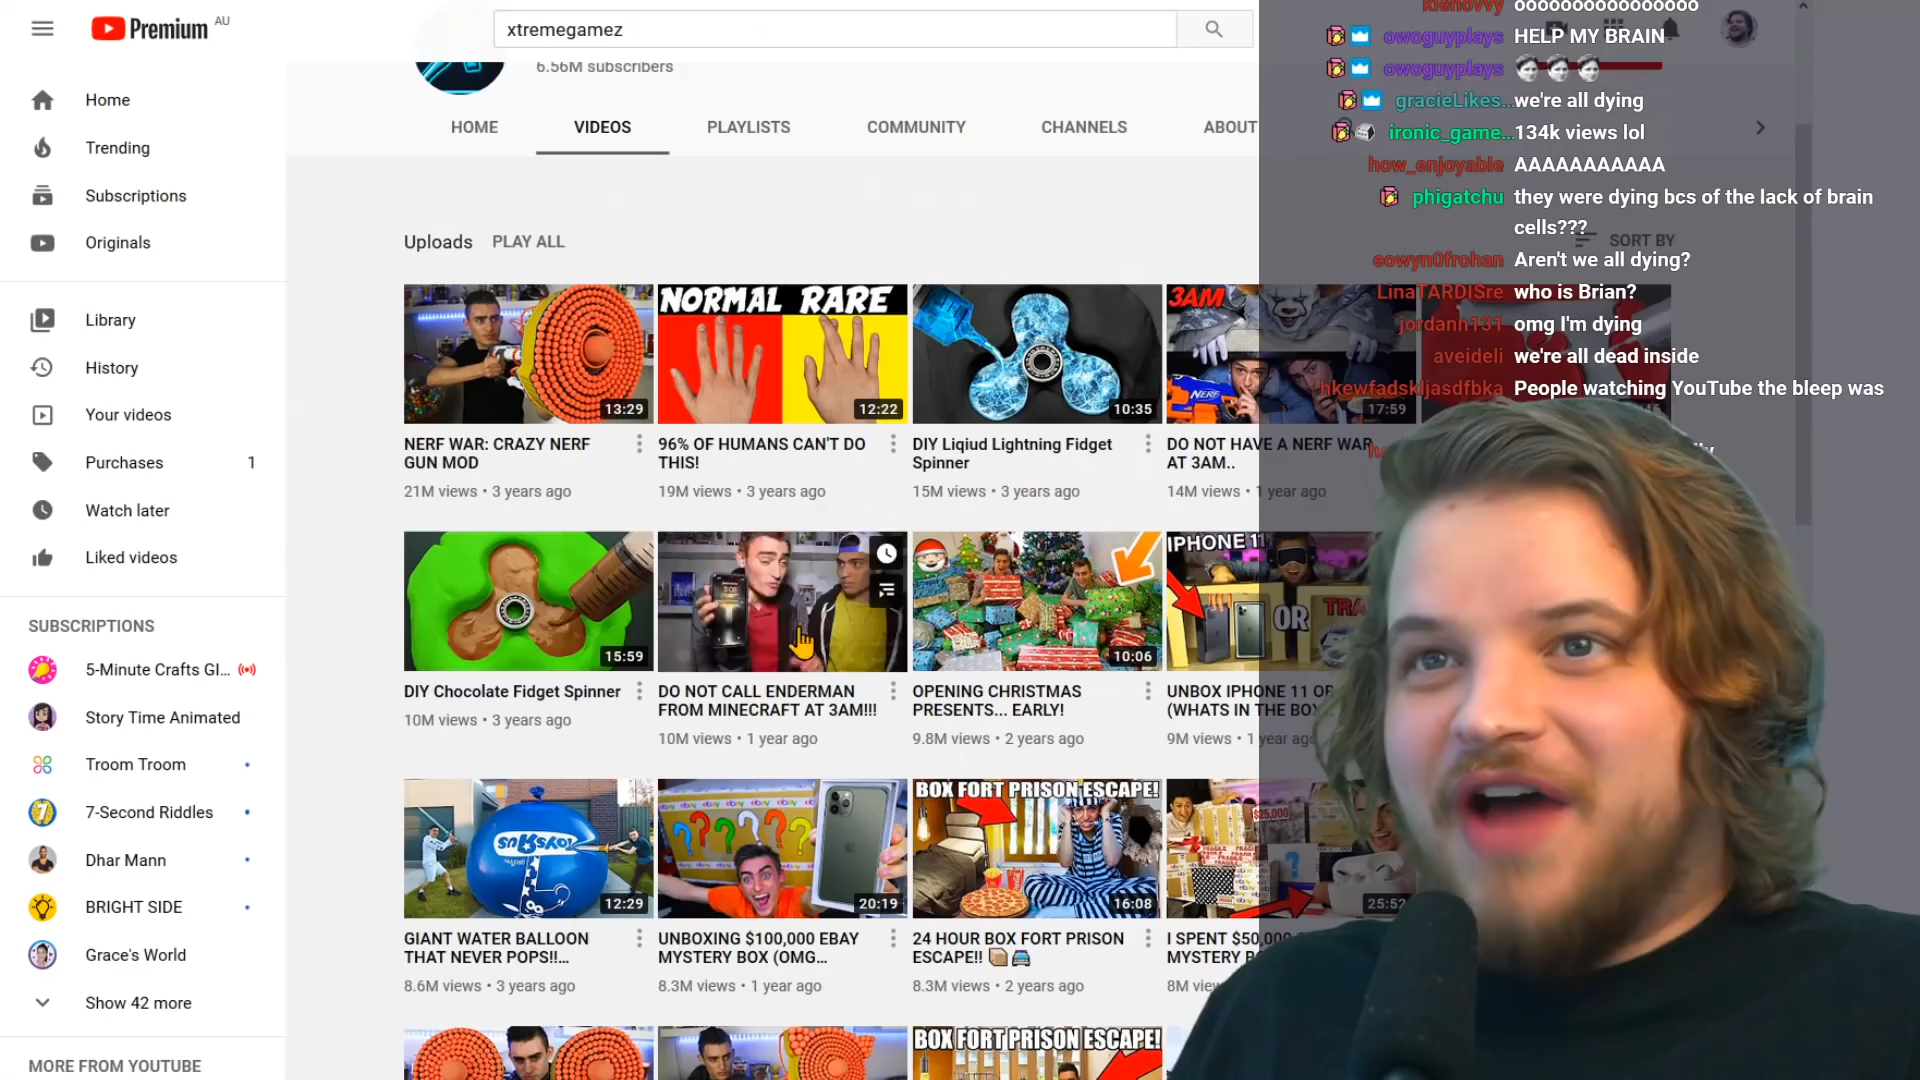 Premium AU
xtremegamez
6.56M subscribers
HOME VIDEOS PLAYLISTS COMMUNITY CHANNELS ABOUT
Home
Trending
Subscriptions
Originals
Library
History
Your videos
Purchases 1
Watch later
Liked videos
SUBSCRIPTIONS
5-Minute Crafts GI...
Story Time Animated
Troom Troom
7-Second Riddles
Dhar Mann
BRIGHT SIDE
Grace's World
Show 42 more
MORE FROM YOUTUBE
Uploads PLAY ALL
SORT BY
13:29
NERF WAR: CRAZY NERF
GUN MOD
21M views • 3 years ago
NORMAL RARE
12:22
96% OF HUMANS CAN'T DO
THIS!
19M views • 3 years ago
10:35
DIY Liqiud Lightning Fidget
Spinner
15M views • 3 years ago
3AM
NERF
17:59
DO NOT HAVE A NERF WAR
AT 3AM..
14M views • 1 year ago
15:59
DIY Chocolate Fidget Spinner
10M views • 3 years ago
DO NOT CALL ENDERMAN
FROM MINECRAFT AT 3AM!!!
10M views • 1 year ago
10:06
OPENING CHRISTMAS
PRESENTS... EARLY!
9.8M views • 2 years ago
IPHONE 11
OR
UNBOX IPHONE 11 OR
(WHATS IN THE BOX
9M views • 1 year ago
ToysЯus
12:29
GIANT WATER BALLOON
THAT NEVER POPS!!...
8.6M views • 3 years ago
ebay
20:19
UNBOXING $100,000 EBAY
MYSTERY BOX (OMG...
8.3M views • 1 year ago
BOX FORT PRISON ESCAPE!
16:08
24 HOUR BOX FORT PRISON
ESCAPE!!
8.3M views • 2 years ago
$25,000
25:52
I SPENT $50,000
MYSTERY
8M
BOX FORT PRISON ESCAPE!
klenovvy oooooooooooooooo
owoguyplays HELP MY BRAIN
owoguyplays
gracieLikes... we're all dying
ironic_game... 134k views lol
how_enjoyable AAAAAAAAAAA
phigatchu they were dying bcs of the lack of brain
cells???
eowyn0frohan Aren't we all dying?
LinaTARDISre who is Brian?
jordann131 omg I'm dying
aveideli we're all dead inside
hkewfadskljasdfbka People watching YouTube the bleep was